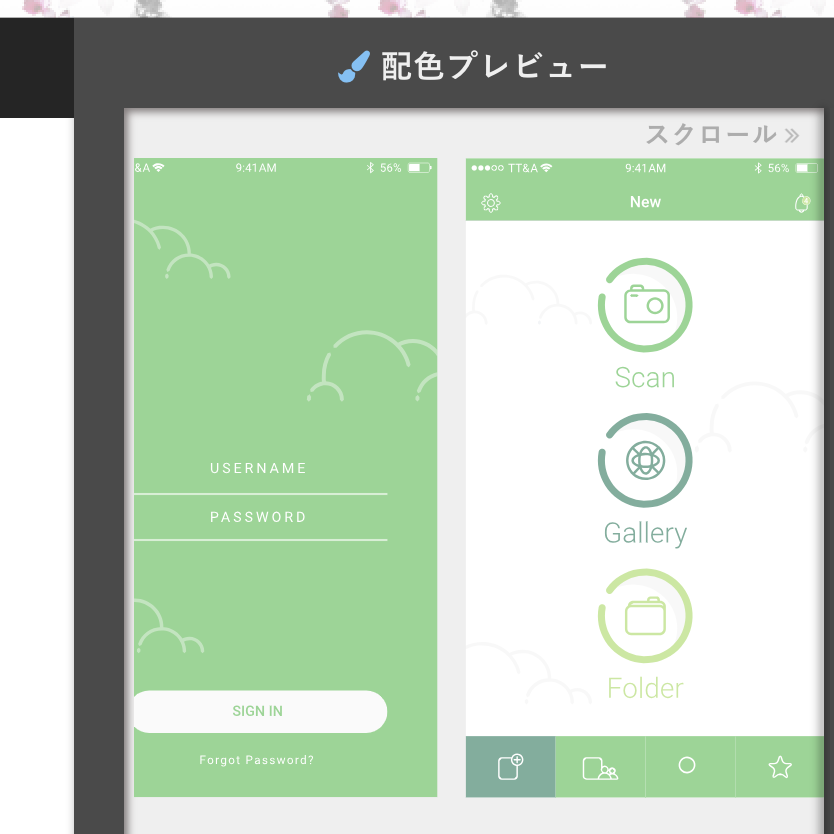 配色プレビュー
スクロール »
&A 9:41AM 56%
USERNAME
PASSWORD
SIGN IN
Forgot Password?
TT&A 9:41AM 56%
New
Scan
Gallery
Folder